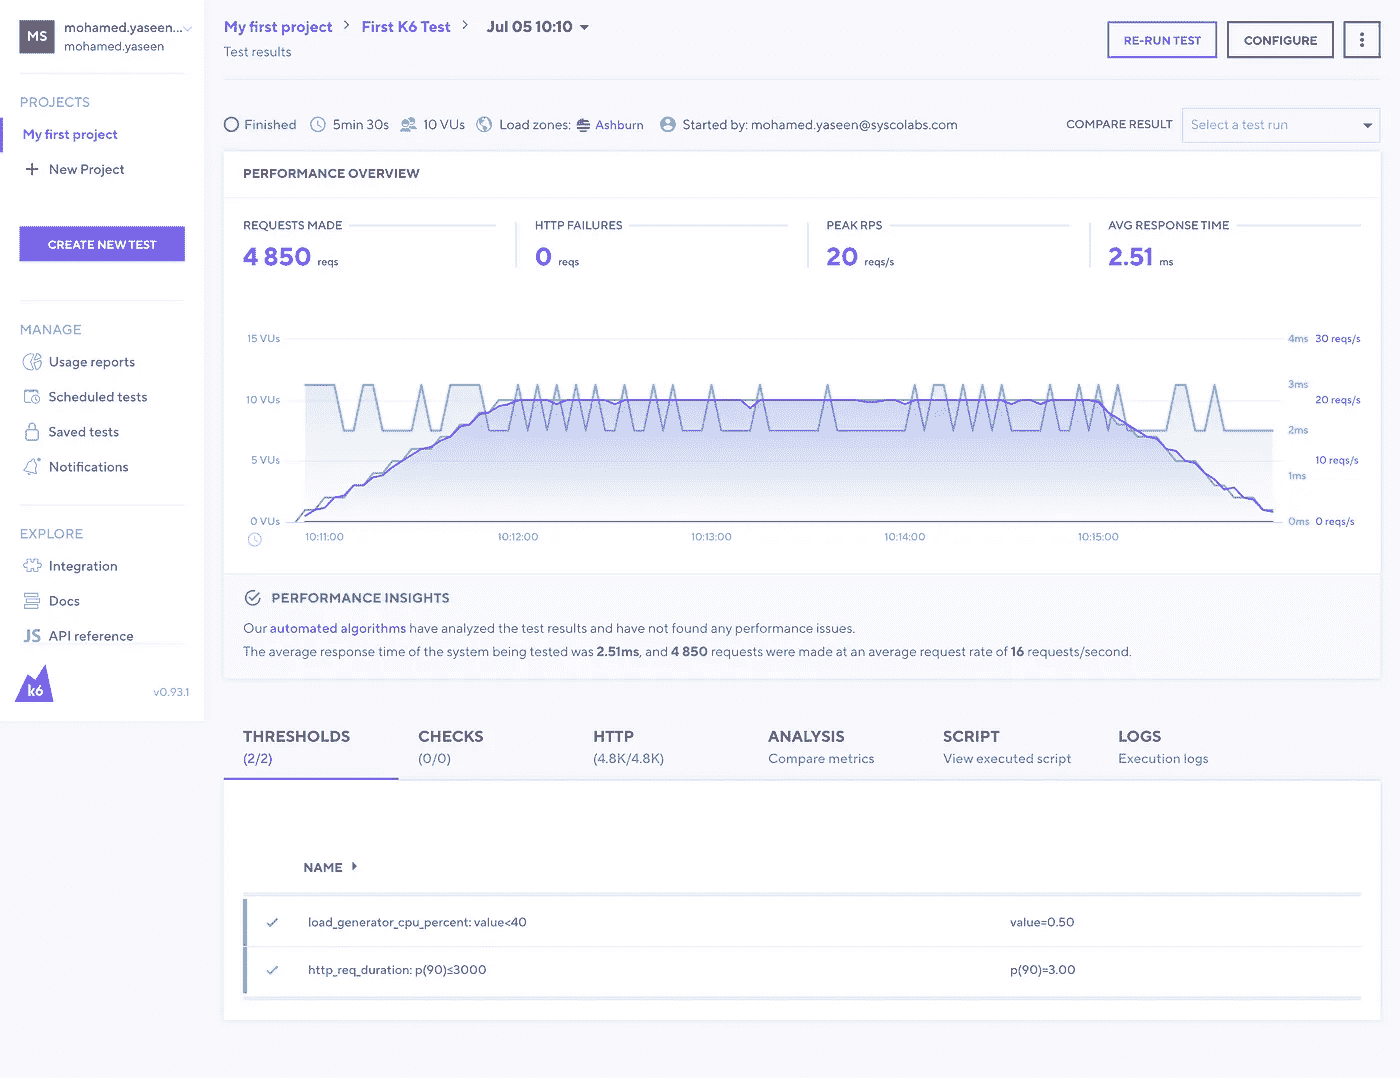 MS
mohamed.yaseen...
mohamed.yaseen
PROJECTS
My first project
New Project
CREATE NEW TEST
MANAGE
Usage reports
Scheduled tests
Saved tests
Notifications
EXPLORE
Integration
Docs
JS API reference
k6
v0.93.1
My first project > First K6 Test > Jul 05 10:10
Test results
RE-RUN TEST
CONFIGURE
Finished 5min 30s 10 VUs Load zones: Ashburn Started by: mohamed.yaseen@syscolabs.com
COMPARE RESULT Select a test run
PERFORMANCE OVERVIEW
REQUESTS MADE
4 850 reqs
HTTP FAILURES
0 reqs
PEAK RPS
20 reqs/s
AVG RESPONSE TIME
2.51 ms
15 VUs
10 VUs
5 VUs
0 VUs
4ms 30 reqs/s
3ms
20 reqs/s
2ms
10 reqs/s
1ms
0ms 0 reqs/s
10:11:00 10:12:00 10:13:00 10:14:00 10:15:00
PERFORMANCE INSIGHTS
Our automated algorithms have analyzed the test results and have not found any performance issues.
The average response time of the system being tested was 2.51ms, and 4 850 requests were made at an average request rate of 16 requests/second.
THRESHOLDS
(2/2)
CHECKS
(0/0)
HTTP
(4.8K/4.8K)
ANALYSIS
Compare metrics
SCRIPT
View executed script
LOGS
Execution logs
NAME
load_generator_cpu_percent: value<40 value=0.50
http_req_duration: p(90)≤3000 p(90)=3.00